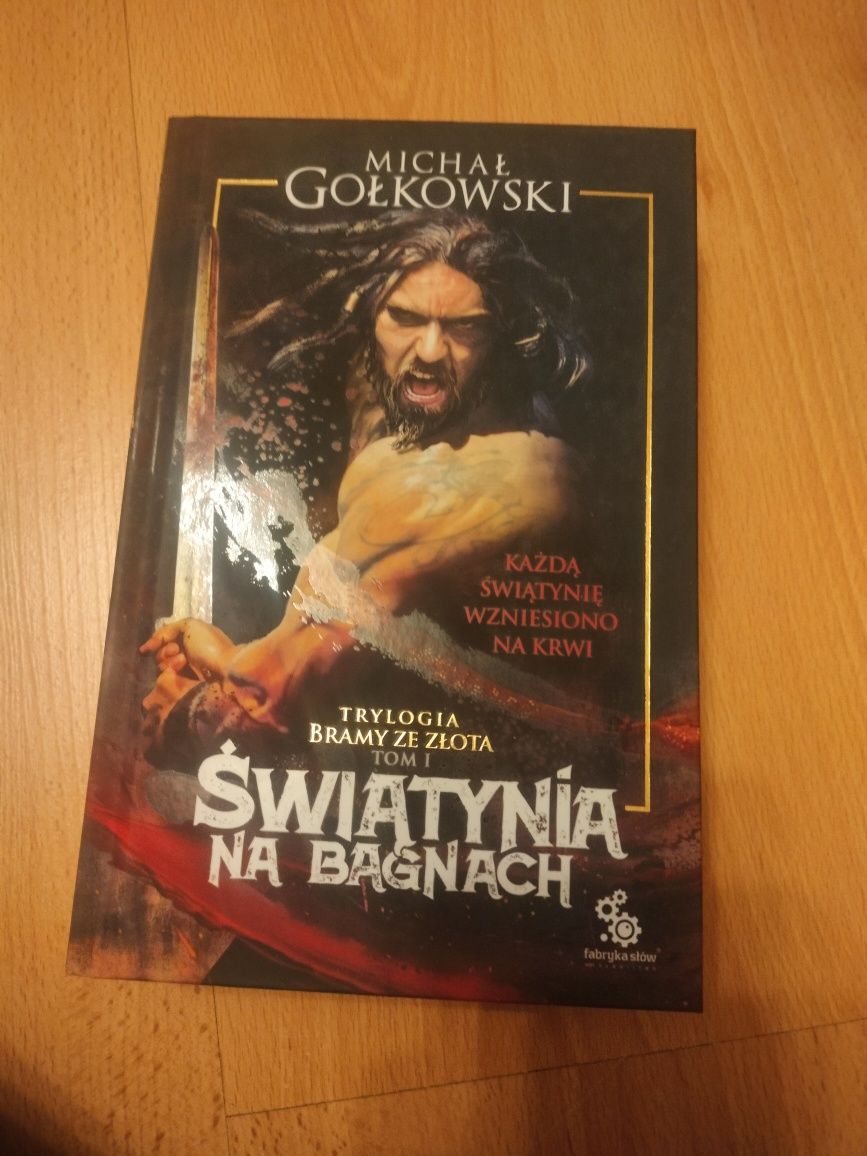 MICHAŁ
GOŁKOWSKI
KAŻDĄ
ŚWIĄTYNIĘ
WZNIESIONO
NA KRWI
TRYLOGIA
BRAMY ZE ZŁOTA
TOM I
ŚWIĄTYNIA
NA BAGNACH
fabryka słów